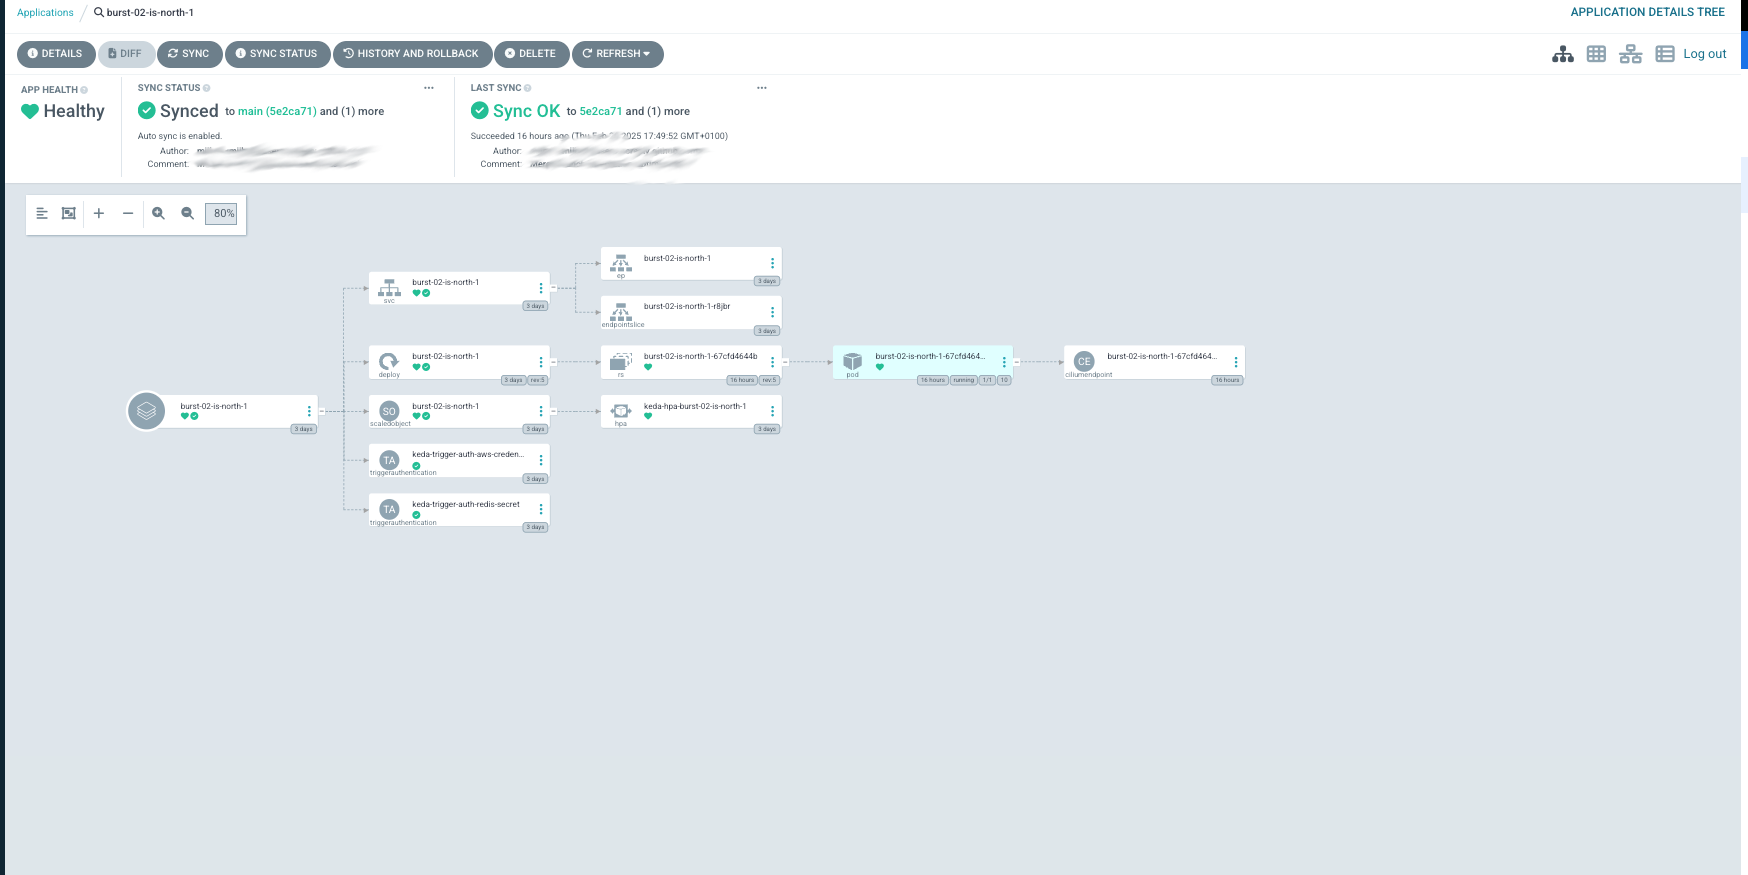 Applications / burst-02-is-north-1
APPLICATION DETAILS TREE
DETAILS DIFF SYNC SYNC STATUS HISTORY AND ROLLBACK DELETE REFRESH
Log out
APP HEALTH
Healthy
SYNC STATUS
Synced to main (5e2ca71) and (1) more
Auto sync is enabled.
Author:
Comment:
LAST SYNC
Sync OK to 5e2ca71 and (1) more
Succeeded 16 hours ago (Thu 2025 17:49:52 GMT+0100)
Author:
Comment:
80%
burst-02-is-north-1
ep
3 days
burst-02-is-north-1
svc
3 days
burst-02-is-north-1-r8jbr
endpointslice
3 days
burst-02-is-north-1
deploy
3 days rev:5
burst-02-is-north-1-67cfd4644b
rs
16 hours rev:5
burst-02-is-north-1-67cfd464...
pod
16 hours running 1/1 10
CE burst-02-is-north-1-67cfd464...
ciliumendpoint
16 hours
burst-02-is-north-1
3 days
SO burst-02-is-north-1
scaledobject
3 days
keda-hpa-burst-02-is-north-1
hpa
3 days
TA keda-trigger-auth-aws-creden...
triggerauthentication
3 days
TA keda-trigger-auth-redis-secret
triggerauthentication
3 days